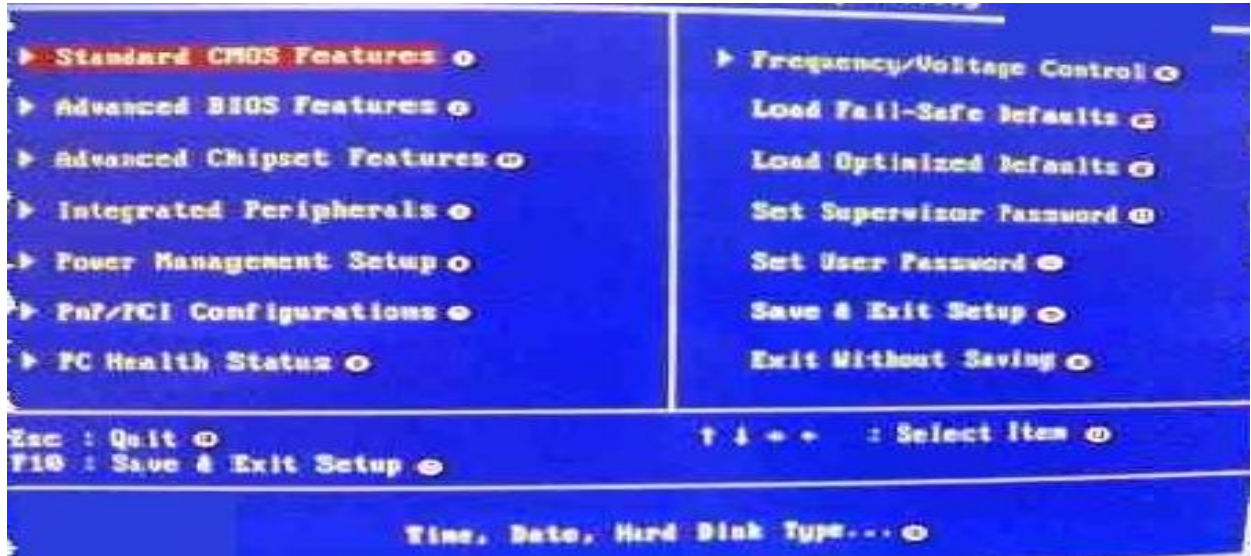 Standard CMOS Features
Advanced BIOS Features
Advanced Chipset Features
Integrated Peripherals
Power Management Setup
PnP/PCI Configurations
PC Health Status
Frequency/Voltage Control
Load Fail-Safe Defaults
Load Optimized Defaults
Set Supervisor Password
Set User Password
Save & Exit Setup
Exit Without Saving
Esc : Quit
F10 : Save & Exit Setup
↑ ↓ → ← : Select Item
Time, Date, Hard Disk Type...